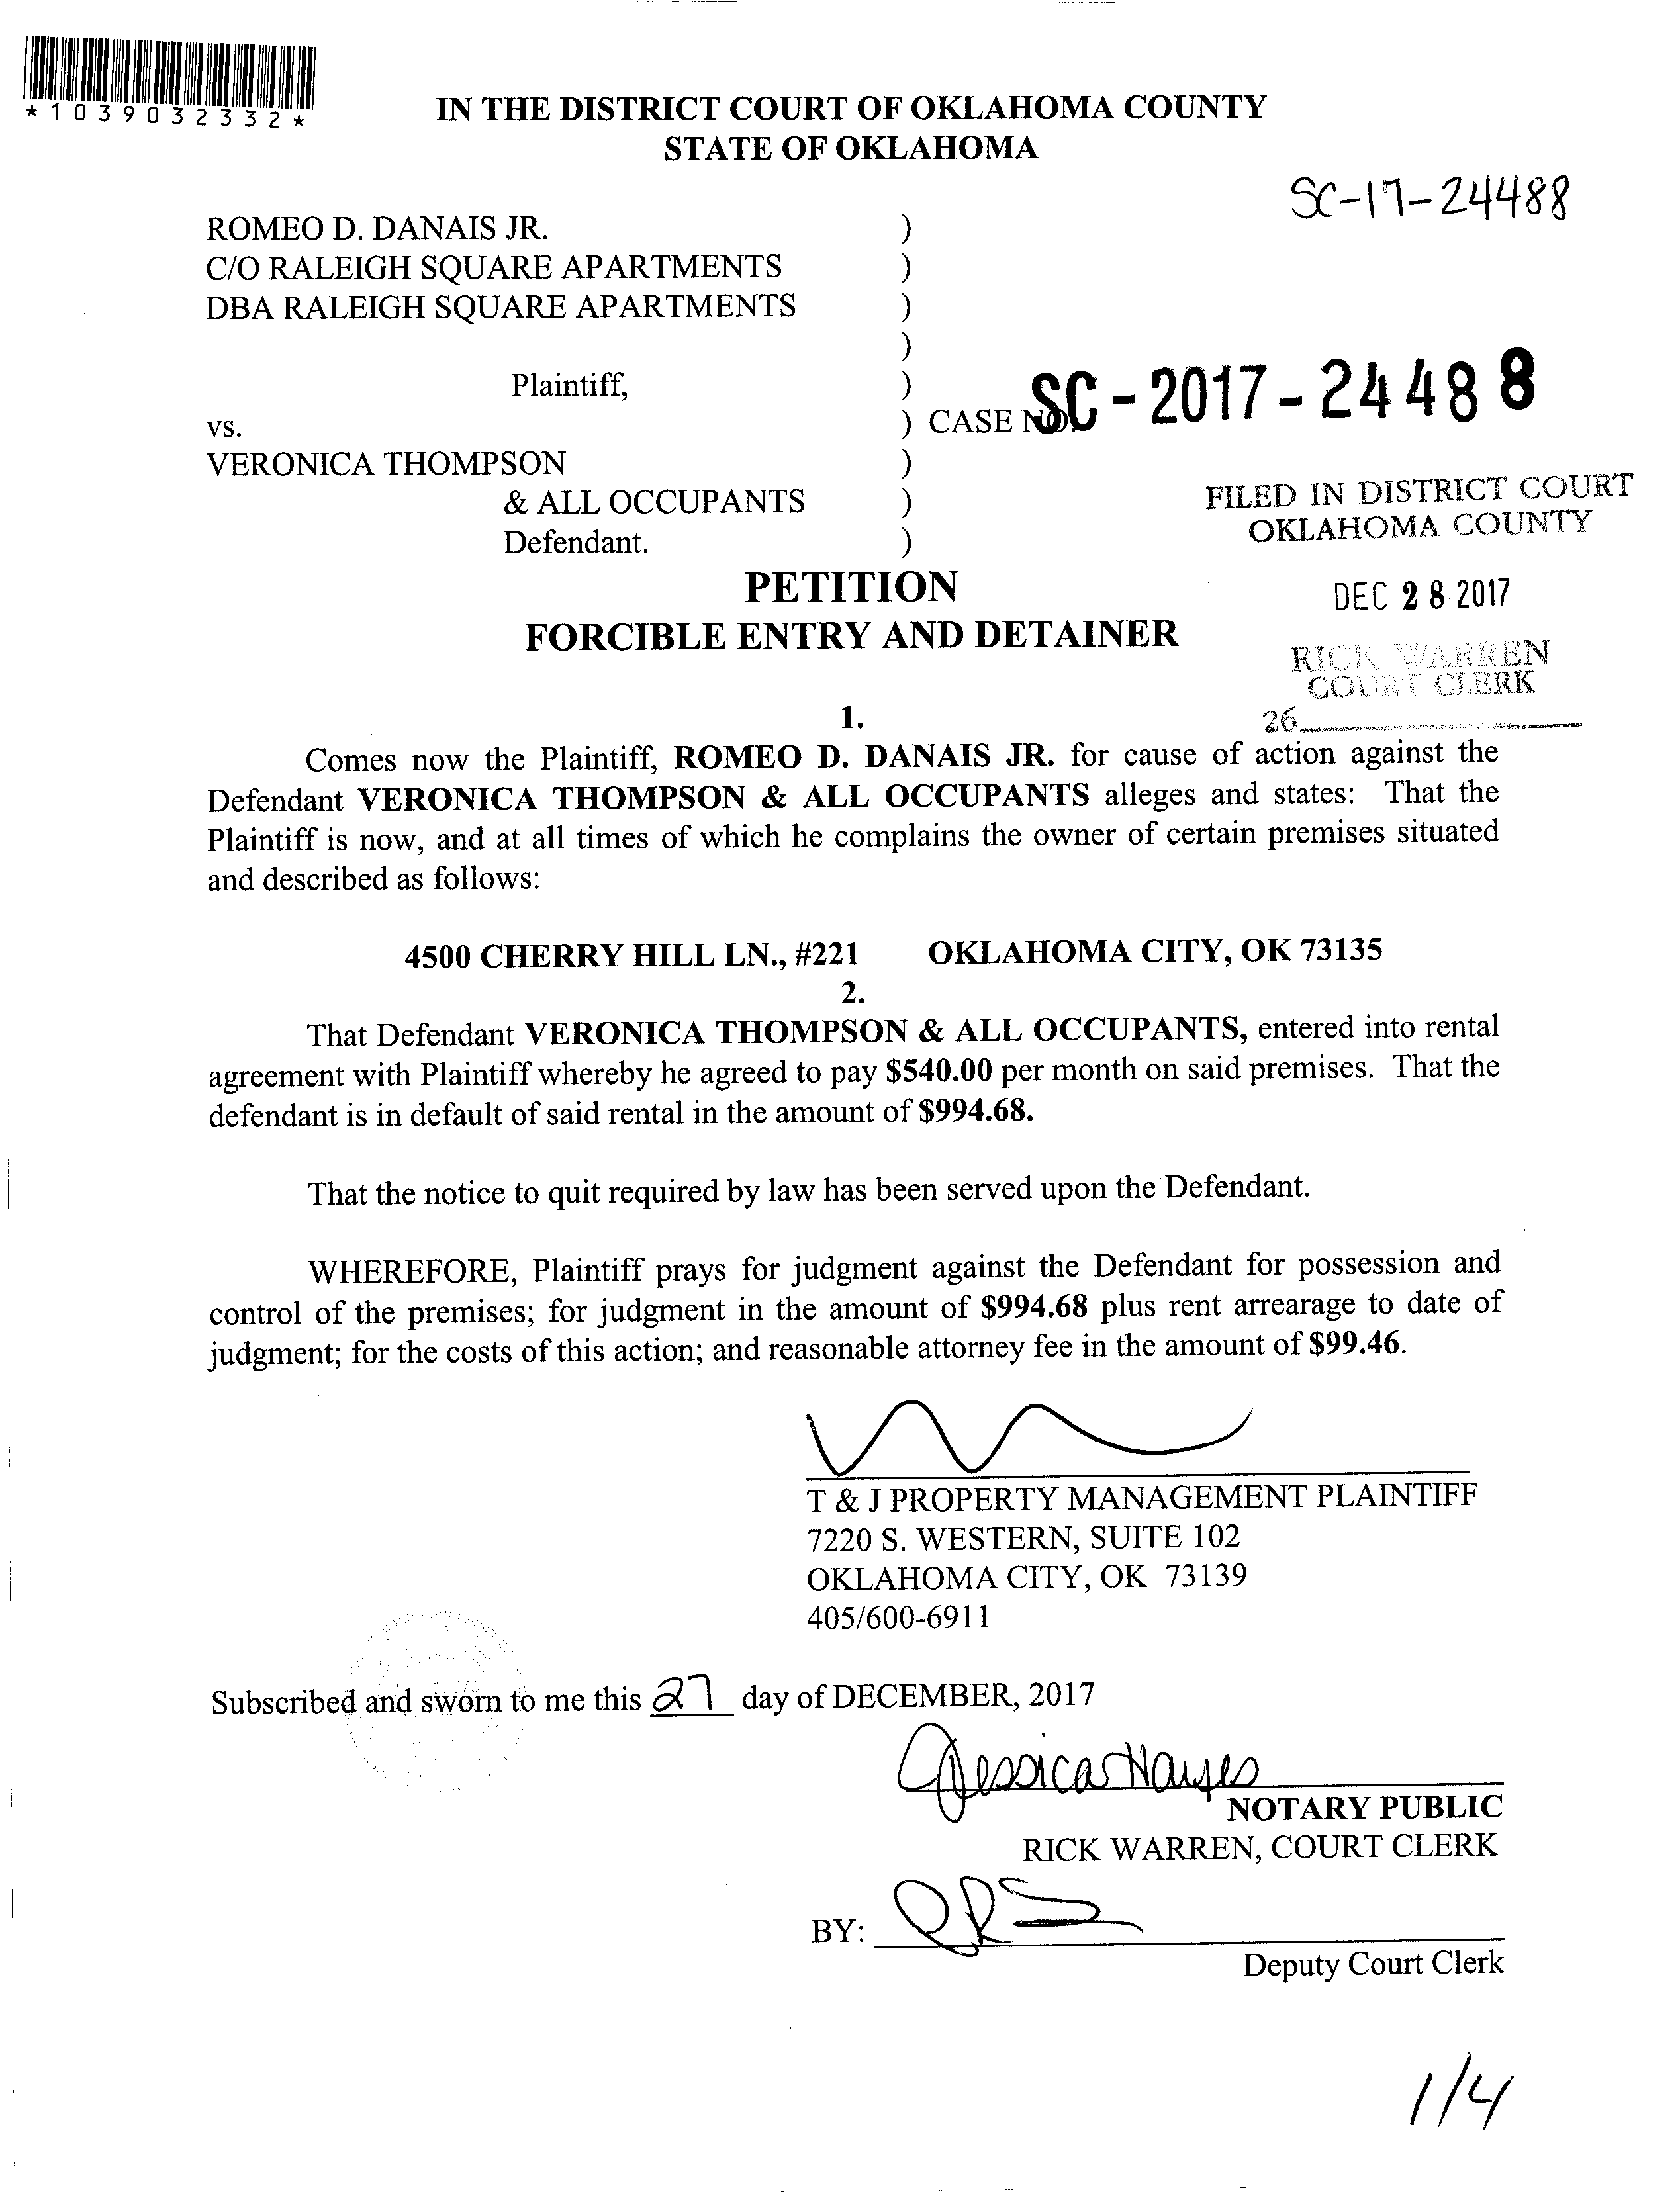 *1039032332*
IN THE DISTRICT COURT OF OKLAHOMA COUNTY
STATE OF OKLAHOMA
SC-17-24488
ROMEO D. DANAIS JR. )
C/O RALEIGH SQUARE APARTMENTS )
DBA RALEIGH SQUARE APARTMENTS )
)
Plaintiff, )
vs. ) CASE NO. SC-2017-24488
VERONICA THOMPSON )
& ALL OCCUPANTS )
Defendant. )
FILED IN DISTRICT COURT
OKLAHOMA COUNTY
DEC 28 2017
RICK WARREN
COURT CLERK
26
PETITION
FORCIBLE ENTRY AND DETAINER
1.
Comes now the Plaintiff, ROMEO D. DANAIS JR. for cause of action against the
Defendant VERONICA THOMPSON & ALL OCCUPANTS alleges and states: That the
Plaintiff is now, and at all times of which he complains the owner of certain premises situated
and described as follows:
4500 CHERRY HILL LN., #221 OKLAHOMA CITY, OK 73135
2.
That Defendant VERONICA THOMPSON & ALL OCCUPANTS, entered into rental
agreement with Plaintiff whereby he agreed to pay $540.00 per month on said premises. That the
defendant is in default of said rental in the amount of $994.68.
That the notice to quit required by law has been served upon the Defendant.
WHEREFORE, Plaintiff prays for judgment against the Defendant for possession and
control of the premises; for judgment in the amount of $994.68 plus rent arrearage to date of
judgment; for the costs of this action; and reasonable attorney fee in the amount of $99.46.
T & J PROPERTY MANAGEMENT PLAINTIFF
7220 S. WESTERN, SUITE 102
OKLAHOMA CITY, OK 73139
405/600-6911
Subscribed and sworn to me this 27 day of DECEMBER, 2017
Jessica Hayes
NOTARY PUBLIC
RICK WARREN, COURT CLERK
BY:
Deputy Court Clerk
1/4